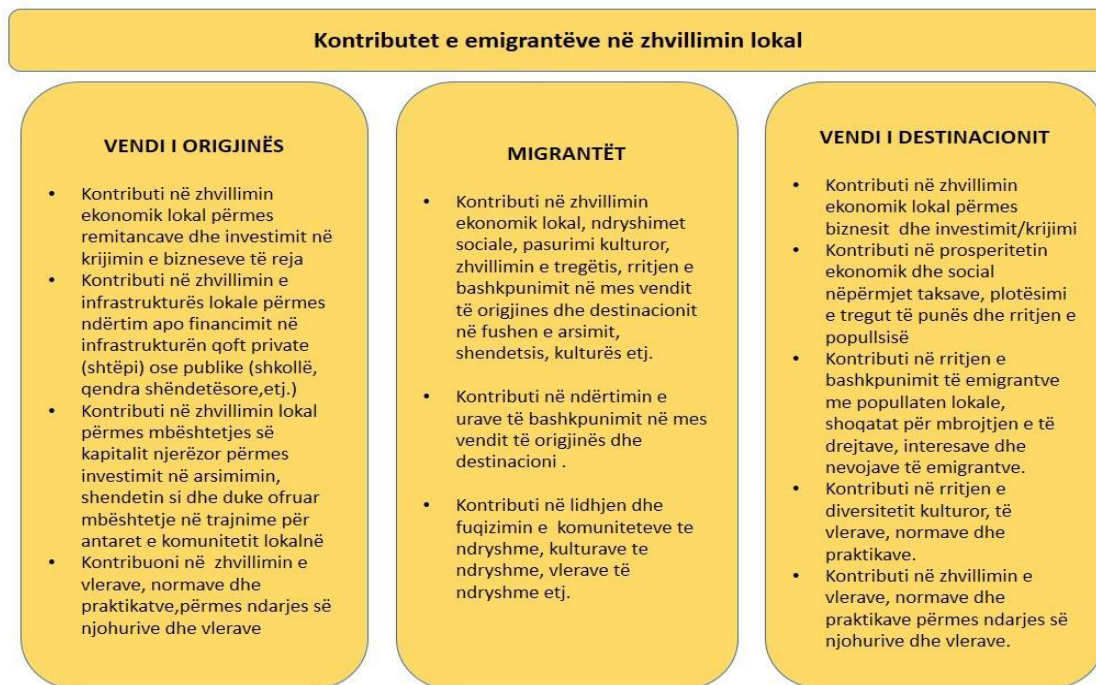 Kontributet e emigrantëve në zhvillimin lokal
VENDI I ORIGJINËS
• Kontributi në zhvillimin
ekonomik lokal përmes
remitancave dhe investimit në
krijimin e bizneseve të reja
• Kontributi në zhvillimin e
infrastrukturës lokale përmes
ndërtim apo financimit në
infrastrukturën qoft private
(shtëpi) ose publike (shkollë,
qendra shëndetësore,etj.)
• Kontributi në zhvillimin lokal
përmes mbështetjes së
kapitalit njerëzor përmes
investimit në arsimimin,
shendetin si dhe duke ofruar
mbështetje në trajnime për
antaret e komunitetit lokalnë
• Kontribuoni në zhvillimin e
vlerave, normave dhe
praktikatve,përmes ndarjes së
njohurive dhe vlerave
MIGRANTËT
• Kontributi në zhvillimin
ekonomik lokal, ndryshimet
sociale, pasurimi kulturor,
zhvillimin e tregëtis, rritjen e
bashkpunimit në mes vendit
të origjines dhe destinacionit
në fushen e arsimit,
shendetsis, kulturës etj.
• Kontributi në ndërtimin e
urave të bashkpunimit në mes
vendit të origjinës dhe
destinacioni .
• Kontributi në lidhjen dhe
fuqizimin e komuniteteve te
ndryshme, kulturave te
ndryshme, vlerave të
ndryshme etj.
VENDI I DESTINACIONIT
• Kontributi në zhvillimin
ekonomik lokal përmes
biznesit dhe investimit/krijimi
• Kontributi në prosperitetin
ekonomik dhe social
nëpërmjet taksave, plotësimi
e tregut të punës dhe rritjen e
popullsisë
• Kontributi në rritjen e
bashkpunimit të emigrantve
me popullaten lokale,
shoqatat për mbrojtjen e të
drejtave, interesave dhe
nevojave të emigrantve.
• Kontributi në rritjen e
diversitetit kulturor, të
vlerave, normave dhe
praktikave.
• Kontributi në zhvillimin e
vlerave, normave dhe
praktikave përmes ndarjes së
njohurive dhe vlerave.